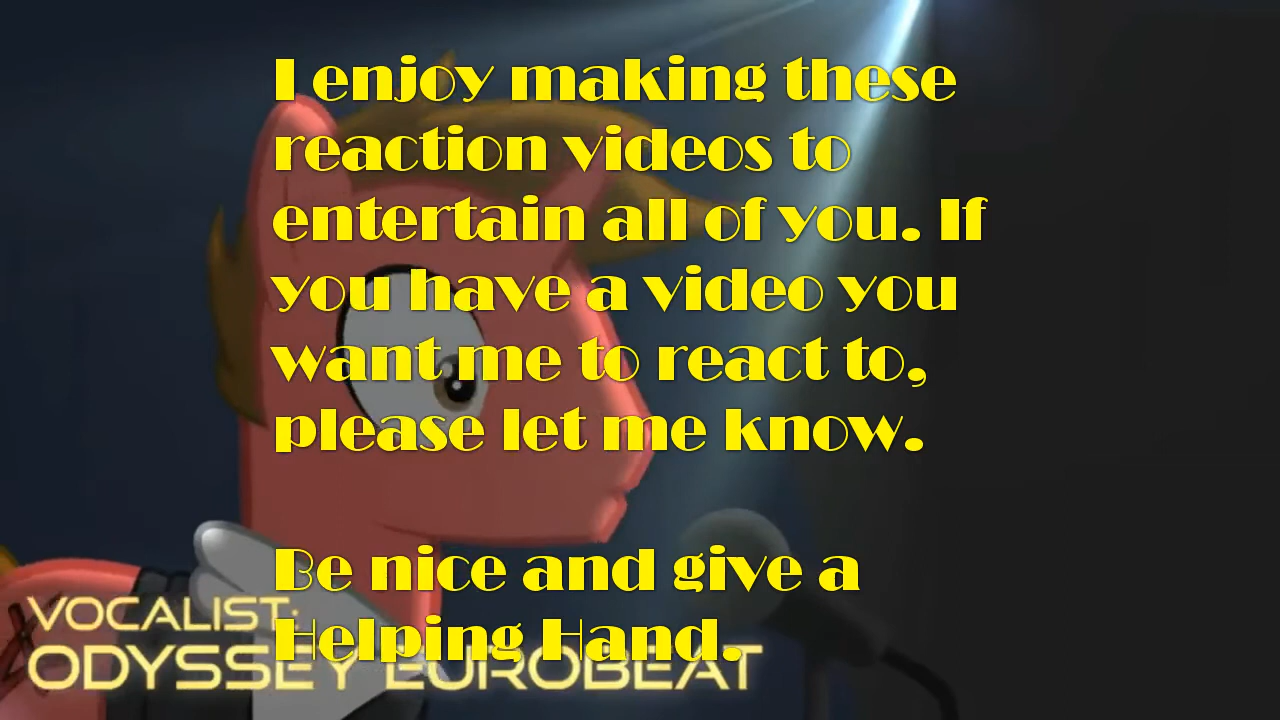 I enjoy making these
reaction videos to
entertain all of you. If
you have a video you
want me to react to,
please let me know.
Be nice and give a
Helping Hand.
VOCALIST:
ODYSSEY EUROBEAT